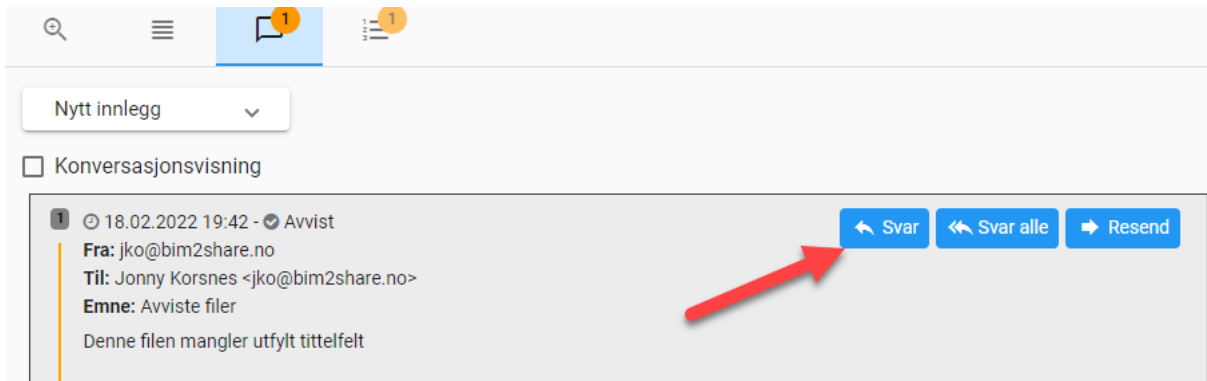 1
1
Nytt innlegg
Konversasjonsvisning
1 18.02.2022 19:42 - Avvist
Svar Svar alle Resend
Fra: jko@bim2share.no
Til: Jonny Korsnes <jko@bim2share.no>
Emne: Avviste filer
Denne filen mangler utfylt tittelfelt